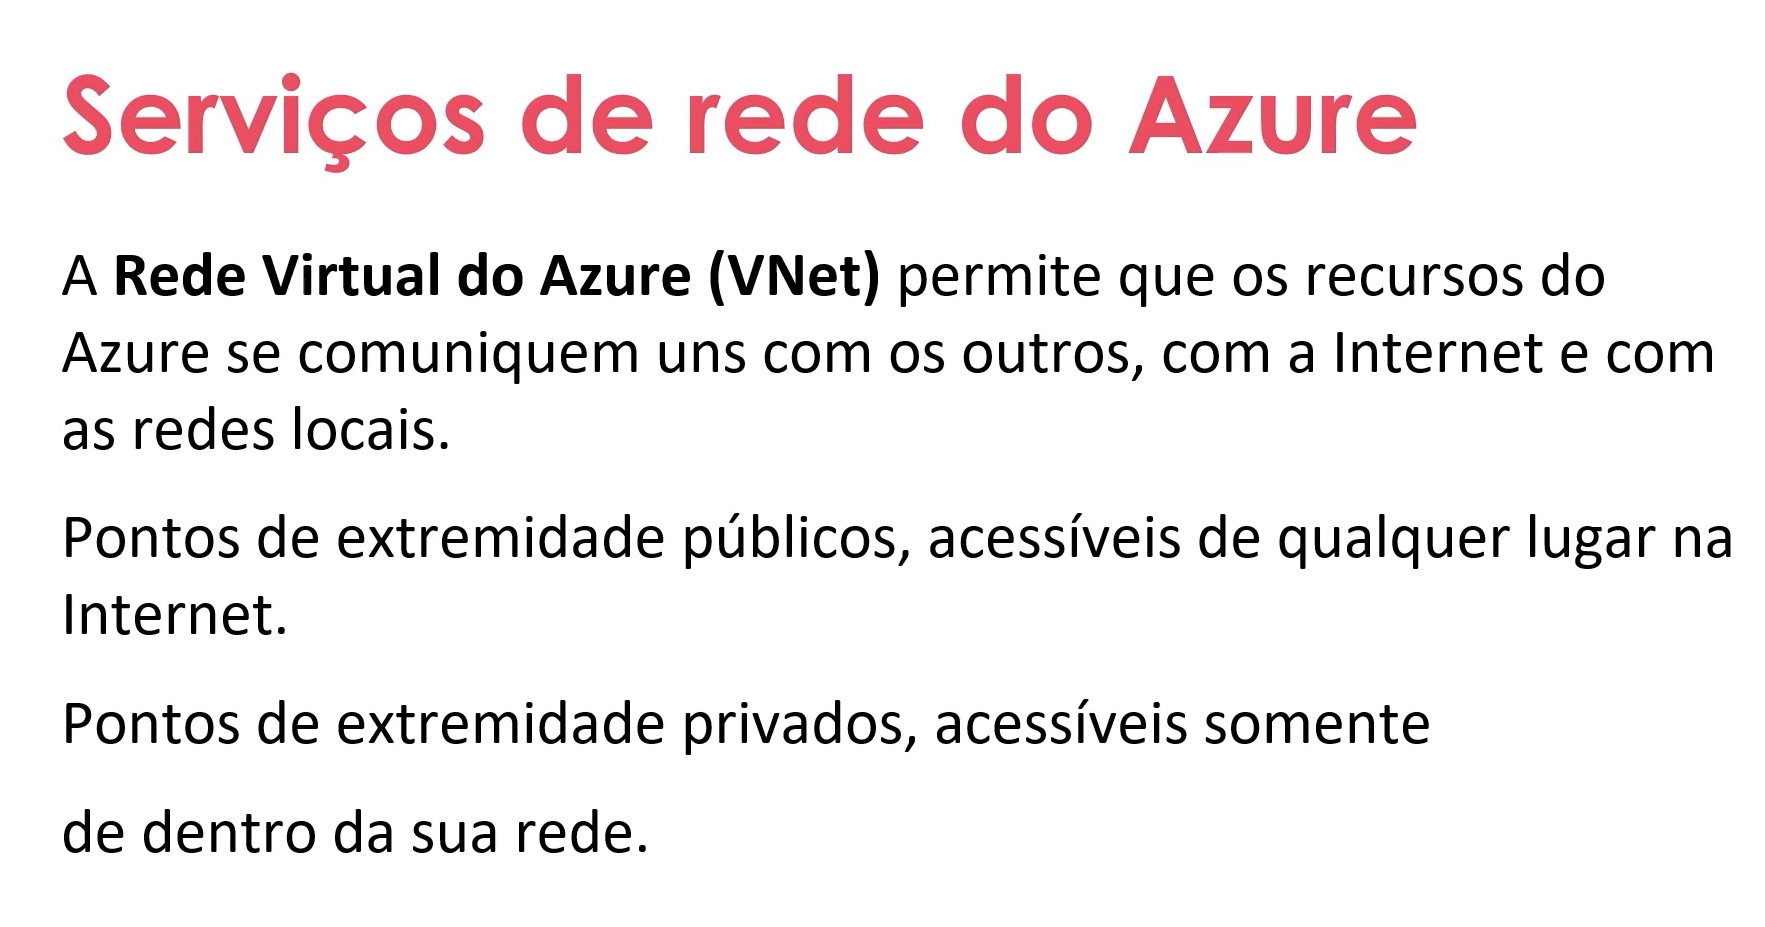 Serviços de rede do Azure
A Rede Virtual do Azure (VNet) permite que os recursos do
Azure se comuniquem uns com os outros, com a Internet e com
as redes locais.
Pontos de extremidade públicos, acessíveis de qualquer lugar na
Internet.
Pontos de extremidade privados, acessíveis somente
de dentro da sua rede.